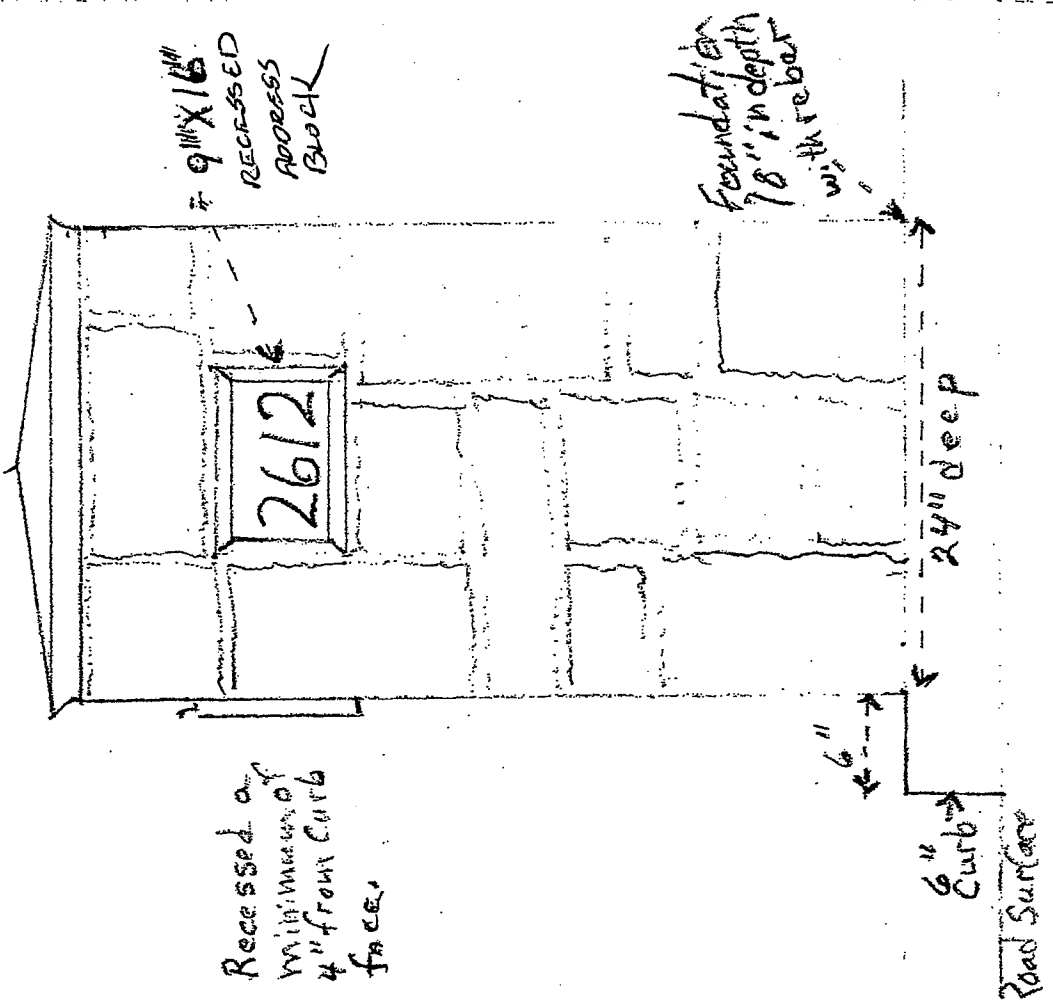 9" X 16"
RECESSED
ADDRESS
BLOCK
Foundation
18" in depth
with rebar
2612
24" deep
Recessed a
minimum of
4" from Curb
face.
6"
6"
Curb
Road Surface